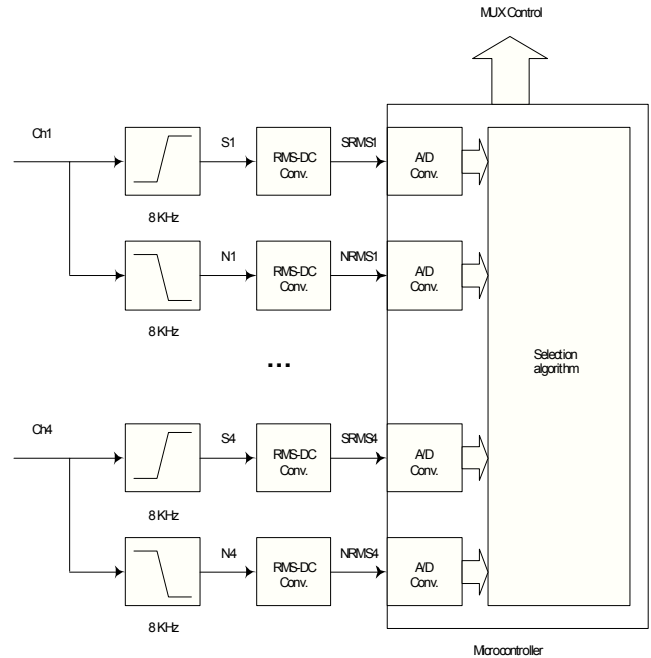 MUX Control
Ch1
S1
SRMS1
RMS-DC
Conv.
A/D
Conv.
8 KHz
N1
NRMS1
RMS-DC
Conv.
A/D
Conv.
8 KHz
...
Selection
algorithm
Ch4
S4
SRMS4
RMS-DC
Conv.
A/D
Conv.
8 KHz
N4
NRMS4
RMS-DC
Conv.
A/D
Conv.
8 KHz
Microcontroller